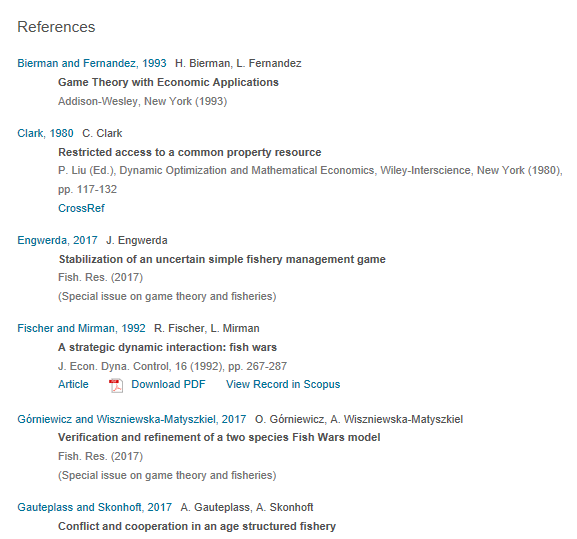 References
Bierman and Fernandez, 1993 H. Bierman, L. Fernandez
Game Theory with Economic Applications
Addison-Wesley, New York (1993)
Clark, 1980 C. Clark
Restricted access to a common property resource
P. Liu (Ed.), Dynamic Optimization and Mathematical Economics, Wiley-Interscience, New York (1980),
pp. 117-132
CrossRef
Engwerda, 2017 J. Engwerda
Stabilization of an uncertain simple fishery management game
Fish. Res. (2017)
(Special issue on game theory and fisheries)
Fischer and Mirman, 1992 R. Fischer, L. Mirman
A strategic dynamic interaction: fish wars
J. Econ. Dyna. Control, 16 (1992), pp. 267-287
Article Download PDF View Record in Scopus
Górniewicz and Wiszniewska-Matyszkiel, 2017 O. Górniewicz, A. Wiszniewska-Matyszkiel
Verification and refinement of a two species Fish Wars model
Fish. Res. (2017)
(Special issue on game theory and fisheries)
Gauteplass and Skonhoft, 2017 A. Gauteplass, A. Skonhoft
Conflict and cooperation in an age structured fishery